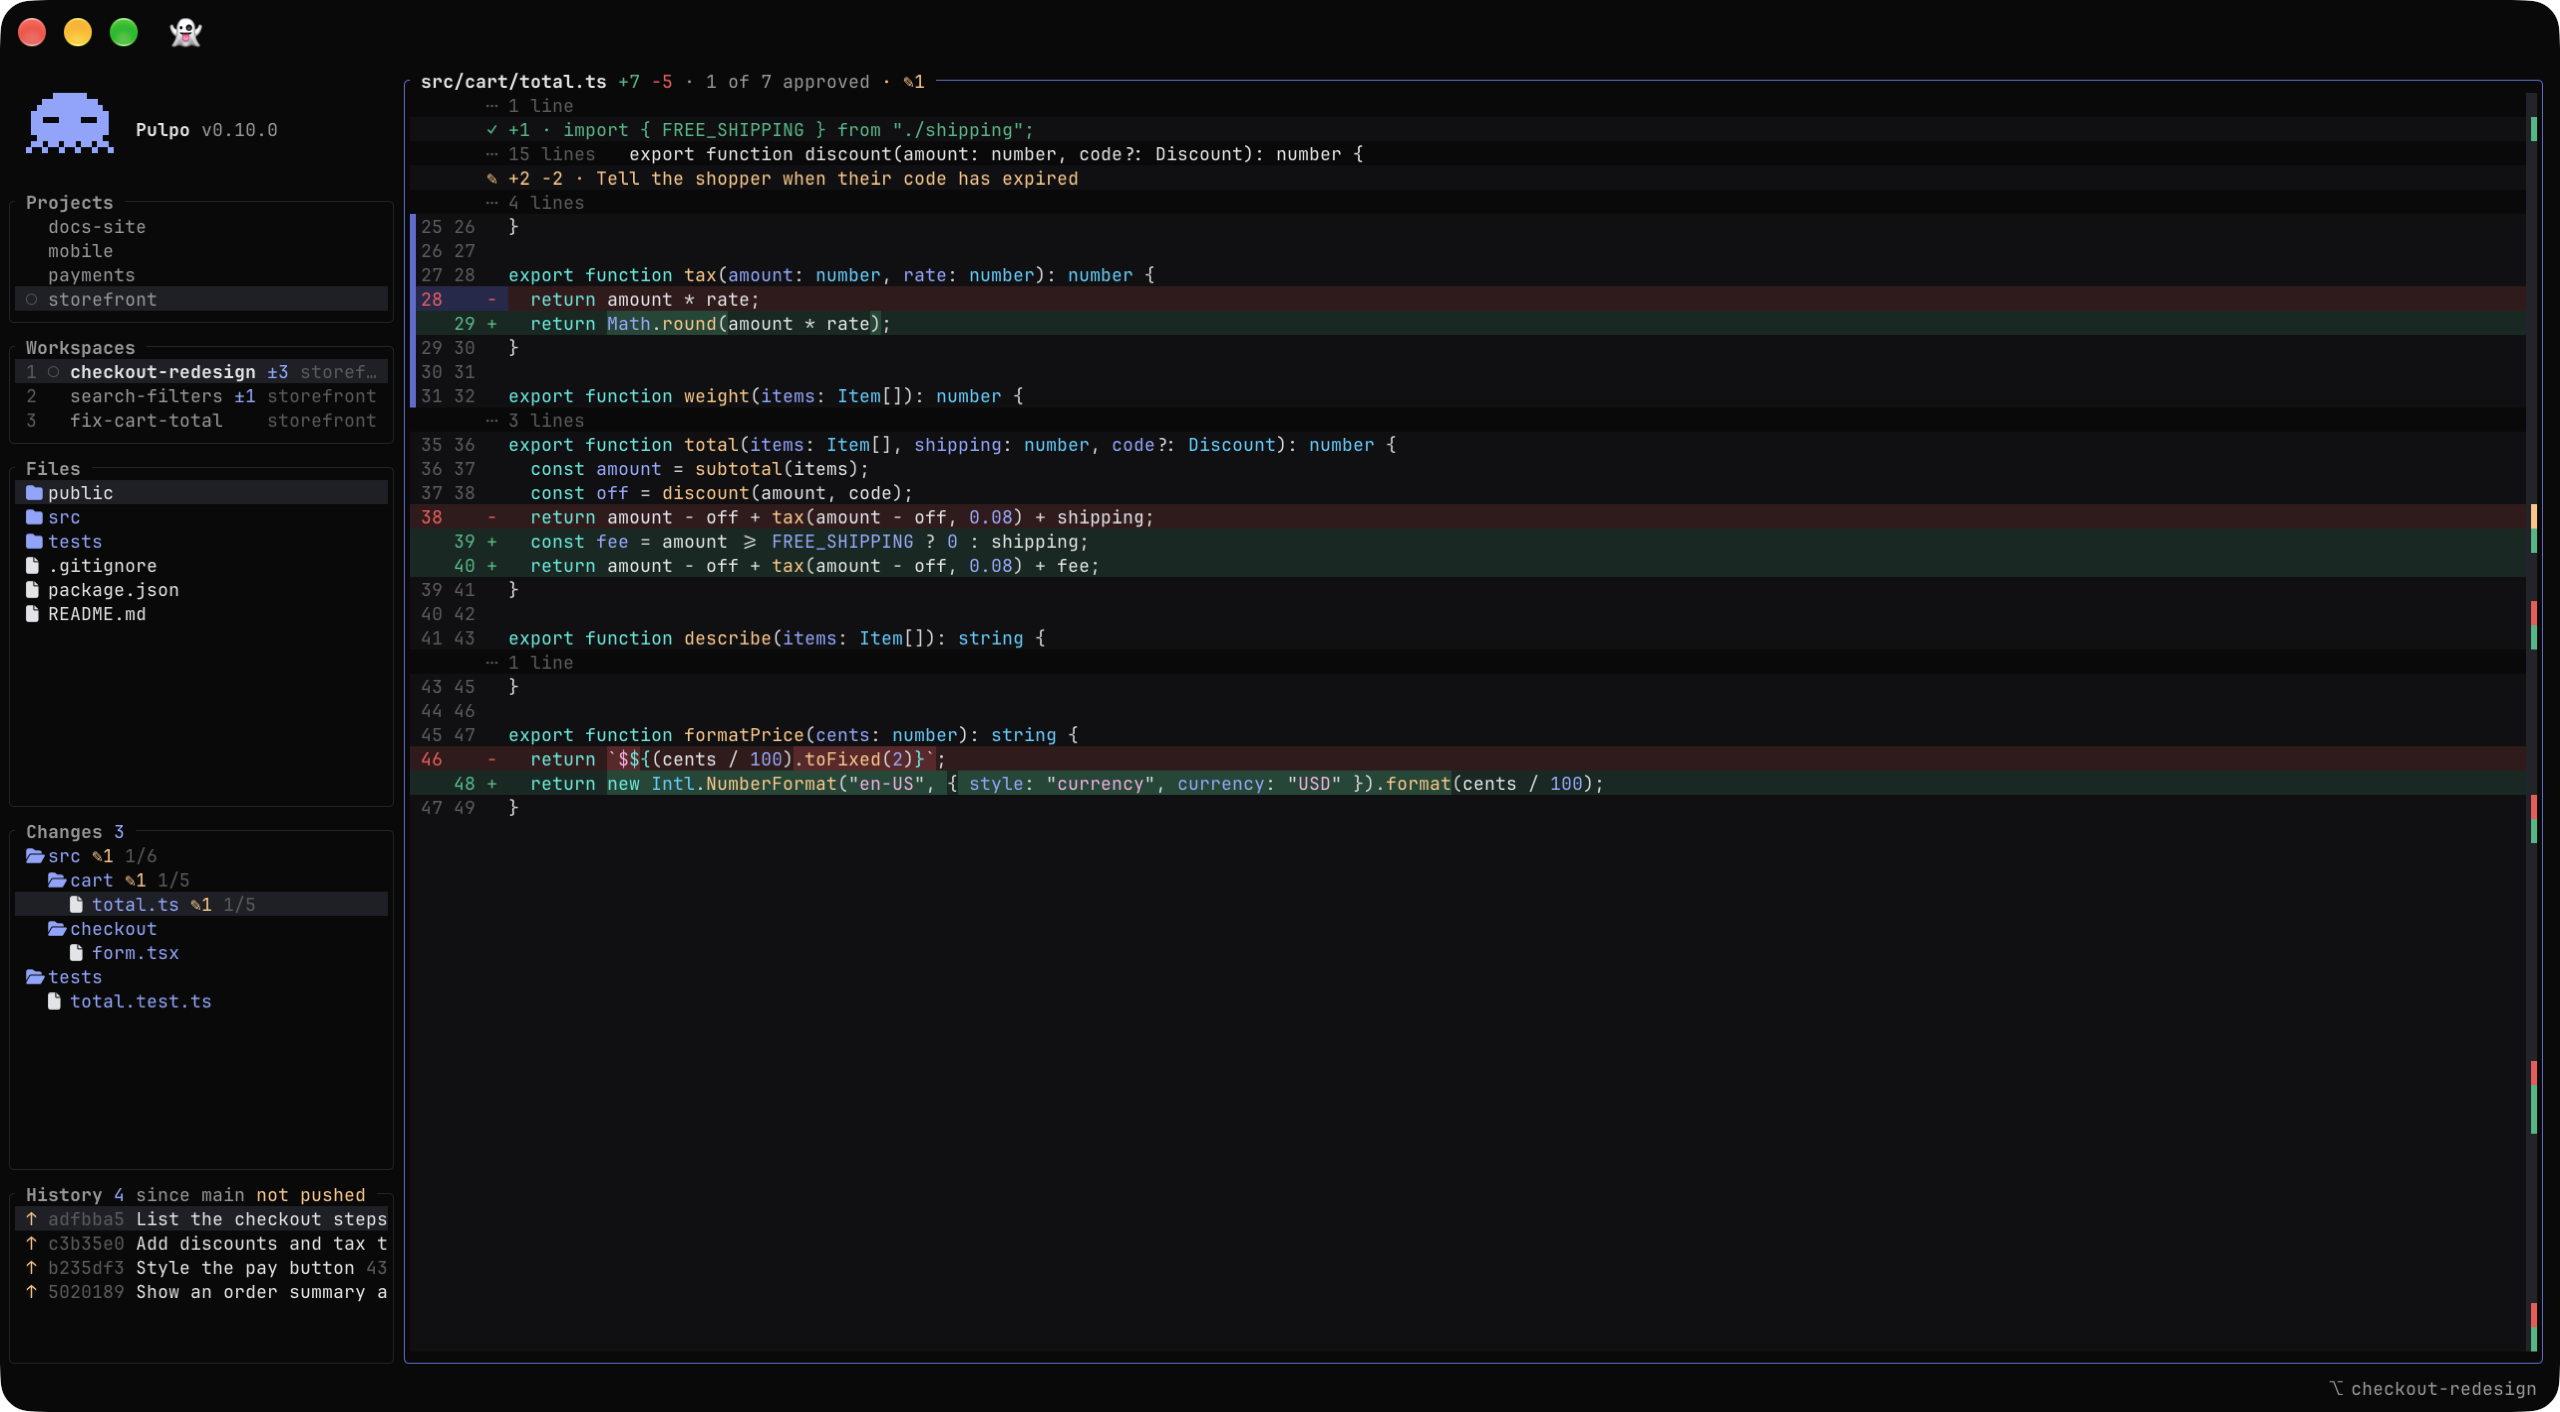 Pulpo v0.10.0
Projects
docs-site
mobile
payments
○ storefront
Workspaces
1 ○ checkout-redesign ±3 storef…
2 search-filters ±1 storefront
3 fix-cart-total storefront
Files
public
src
tests
.gitignore
package.json
README.md
Changes 3
src ✎1 1/6
cart ✎1 1/5
total.ts ✎1 1/5
checkout
form.tsx
tests
total.test.ts
History 4 since main not pushed
↑ adfbba5 List the checkout steps
↑ c3b35e0 Add discounts and tax t
↑ b235df3 Style the pay button 43
↑ 5020189 Show an order summary a
src/cart/total.ts +7 -5 · 1 of 7 approved · ✎1
⋯ 1 line
✓ +1 · import { FREE_SHIPPING } from "./shipping";
⋯ 15 lines export function discount(amount: number, code?: Discount): number {
✎ +2 -2 · Tell the shopper when their code has expired
⋯ 4 lines
25 26 }
26 27
27 28 export function tax(amount: number, rate: number): number {
28 - return amount * rate;
29 + return Math.round(amount * rate);
29 30 }
30 31
31 32 export function weight(items: Item[]): number {
⋯ 3 lines
35 36 export function total(items: Item[], shipping: number, code?: Discount): number {
36 37 const amount = subtotal(items);
37 38 const off = discount(amount, code);
38 - return amount - off + tax(amount - off, 0.08) + shipping;
39 + const fee = amount ⩾ FREE_SHIPPING ? 0 : shipping;
40 + return amount - off + tax(amount - off, 0.08) + fee;
39 41 }
40 42
41 43 export function describe(items: Item[]): string {
⋯ 1 line
43 45 }
44 46
45 47 export function formatPrice(cents: number): string {
46 - return `$${(cents / 100).toFixed(2)}`;
48 + return new Intl.NumberFormat("en-US", { style: "currency", currency: "USD" }).format(cents / 100);
47 49 }
⌥ checkout-redesign